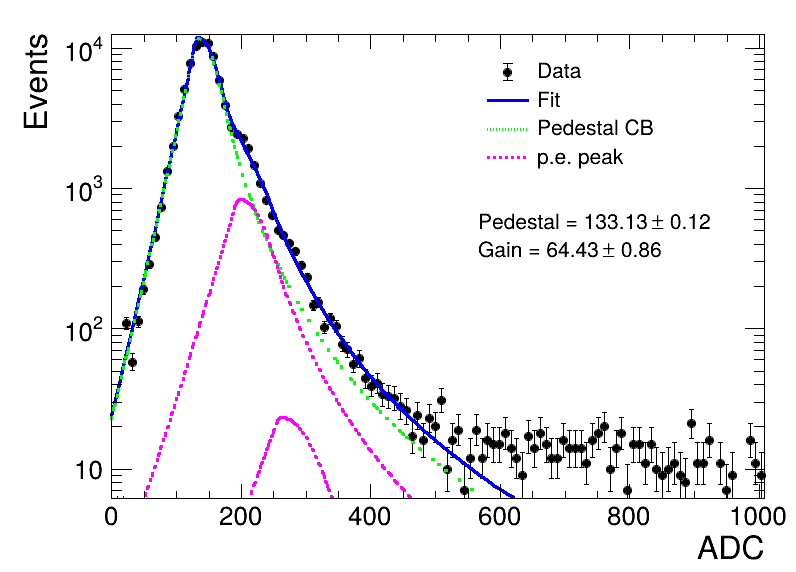 Events
10⁴
10³
10²
10
Data
Fit
Pedestal CB
p.e. peak
Pedestal = 133.13 ± 0.12
Gain = 64.43 ± 0.86
0 200 400 600 800 1000
ADC